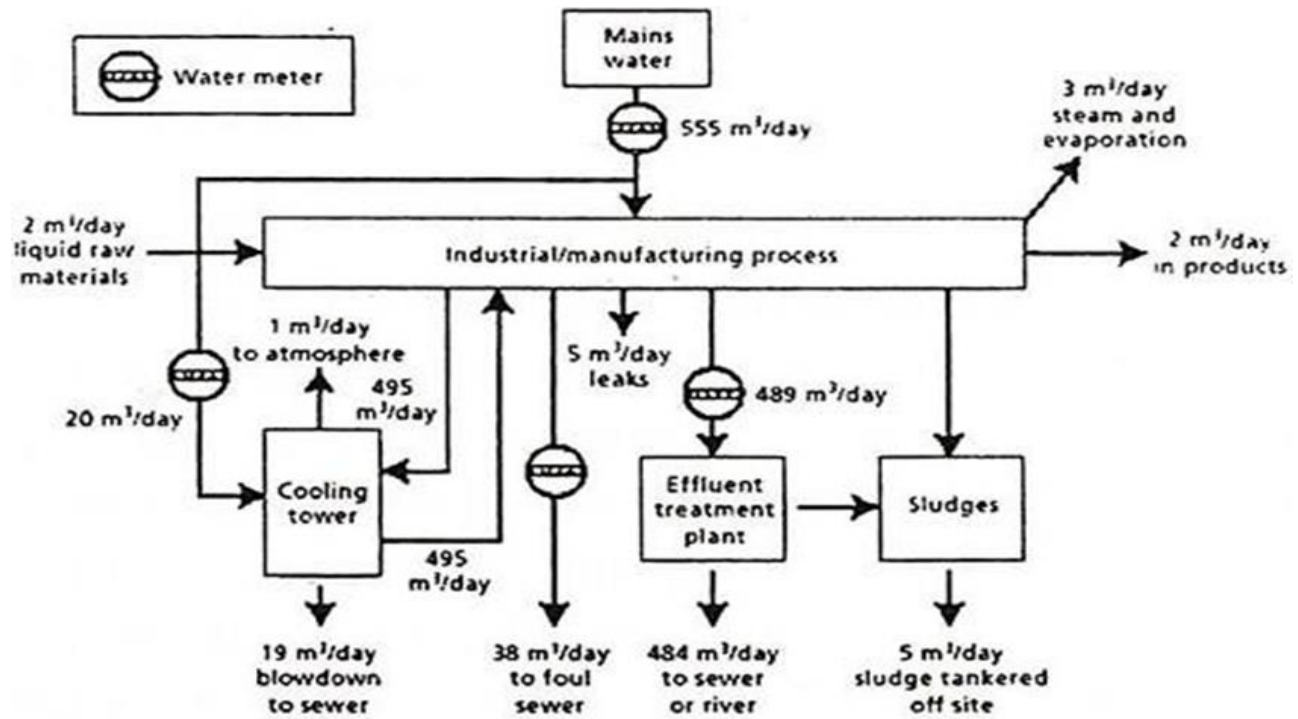 Water meter
Mains
water
555 m³/day
3 m³/day
steam and
evaporation
2 m³/day
liquid raw
materials
Industrial/manufacturing process
2 m³/day
in products
1 m³/day
to atmosphere
20 m³/day
495
m³/day
5 m³/day
leaks
489 m³/day
Cooling
tower
495
m³/day
Effluent
treatment
plant
Sludges
19 m³/day
blowdown
to sewer
38 m³/day
to foul
sewer
484 m³/day
to sewer
or river
5 m³/day
sludge tankered
off site